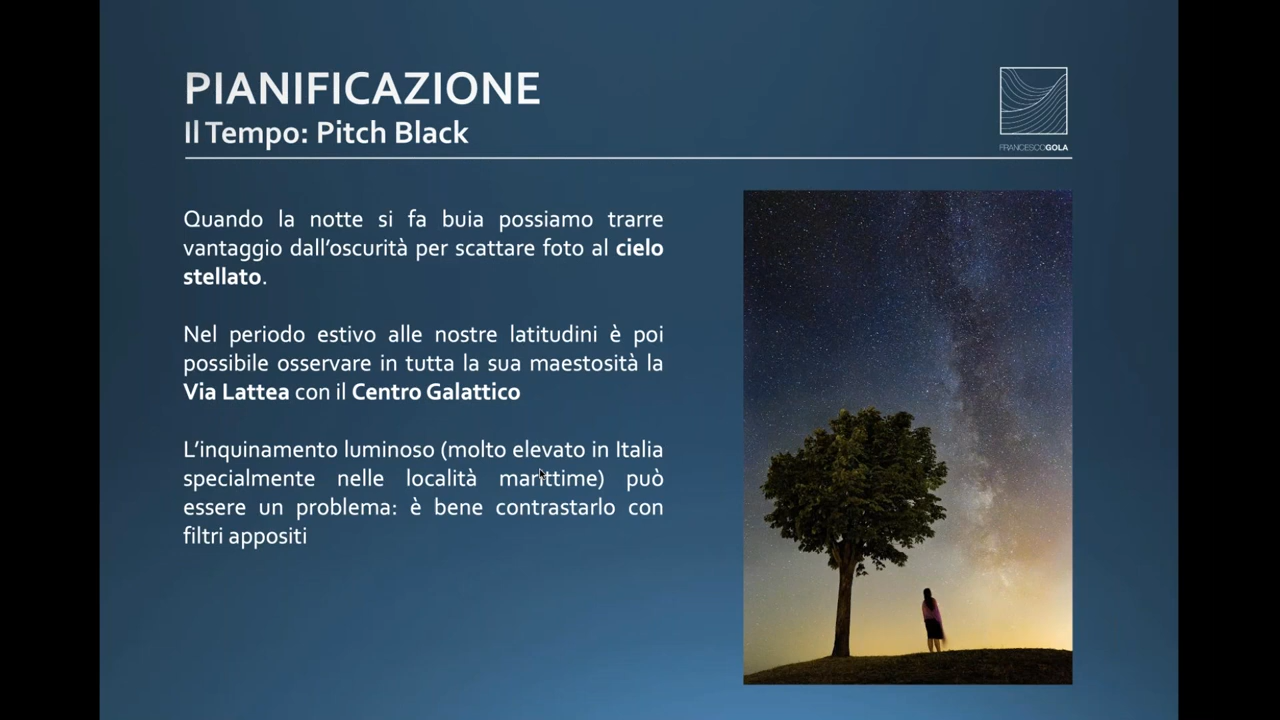 PIANIFICAZIONE
Il Tempo: Pitch Black
FRANCESCOGOLA
Quando la notte si fa buia possiamo trarre
vantaggio dall'oscurità per scattare foto al cielo
stellato.
Nel periodo estivo alle nostre latitudini è poi
possibile osservare in tutta la sua maestosità la
Via Lattea con il Centro Galattico
L'inquinamento luminoso (molto elevato in Italia
specialmente nelle località marittime) può
essere un problema: è bene contrastarlo con
filtri appositi